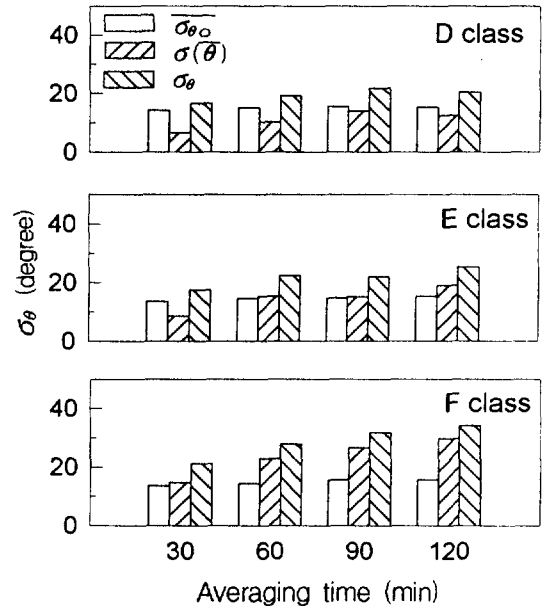 σ̅θ̅o̅
σ(θ̅)
σθ
D class
40
20
0
E class
40
20
0
F class
40
20
0
σθ (degree)
30 60 90 120
Averaging time (min)